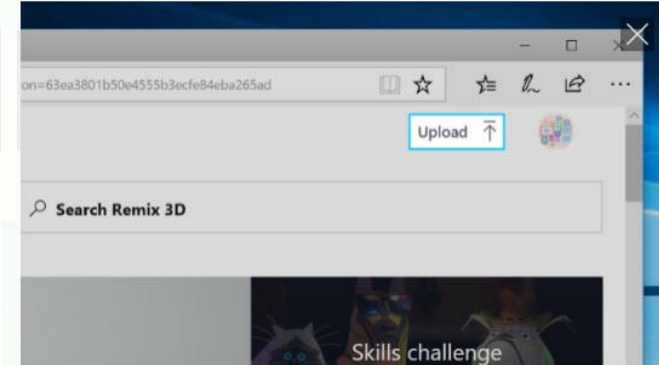 on=63ea3801b50e4555b3ecfe84eba265ad
Upload
Search Remix 3D
Skills challenge